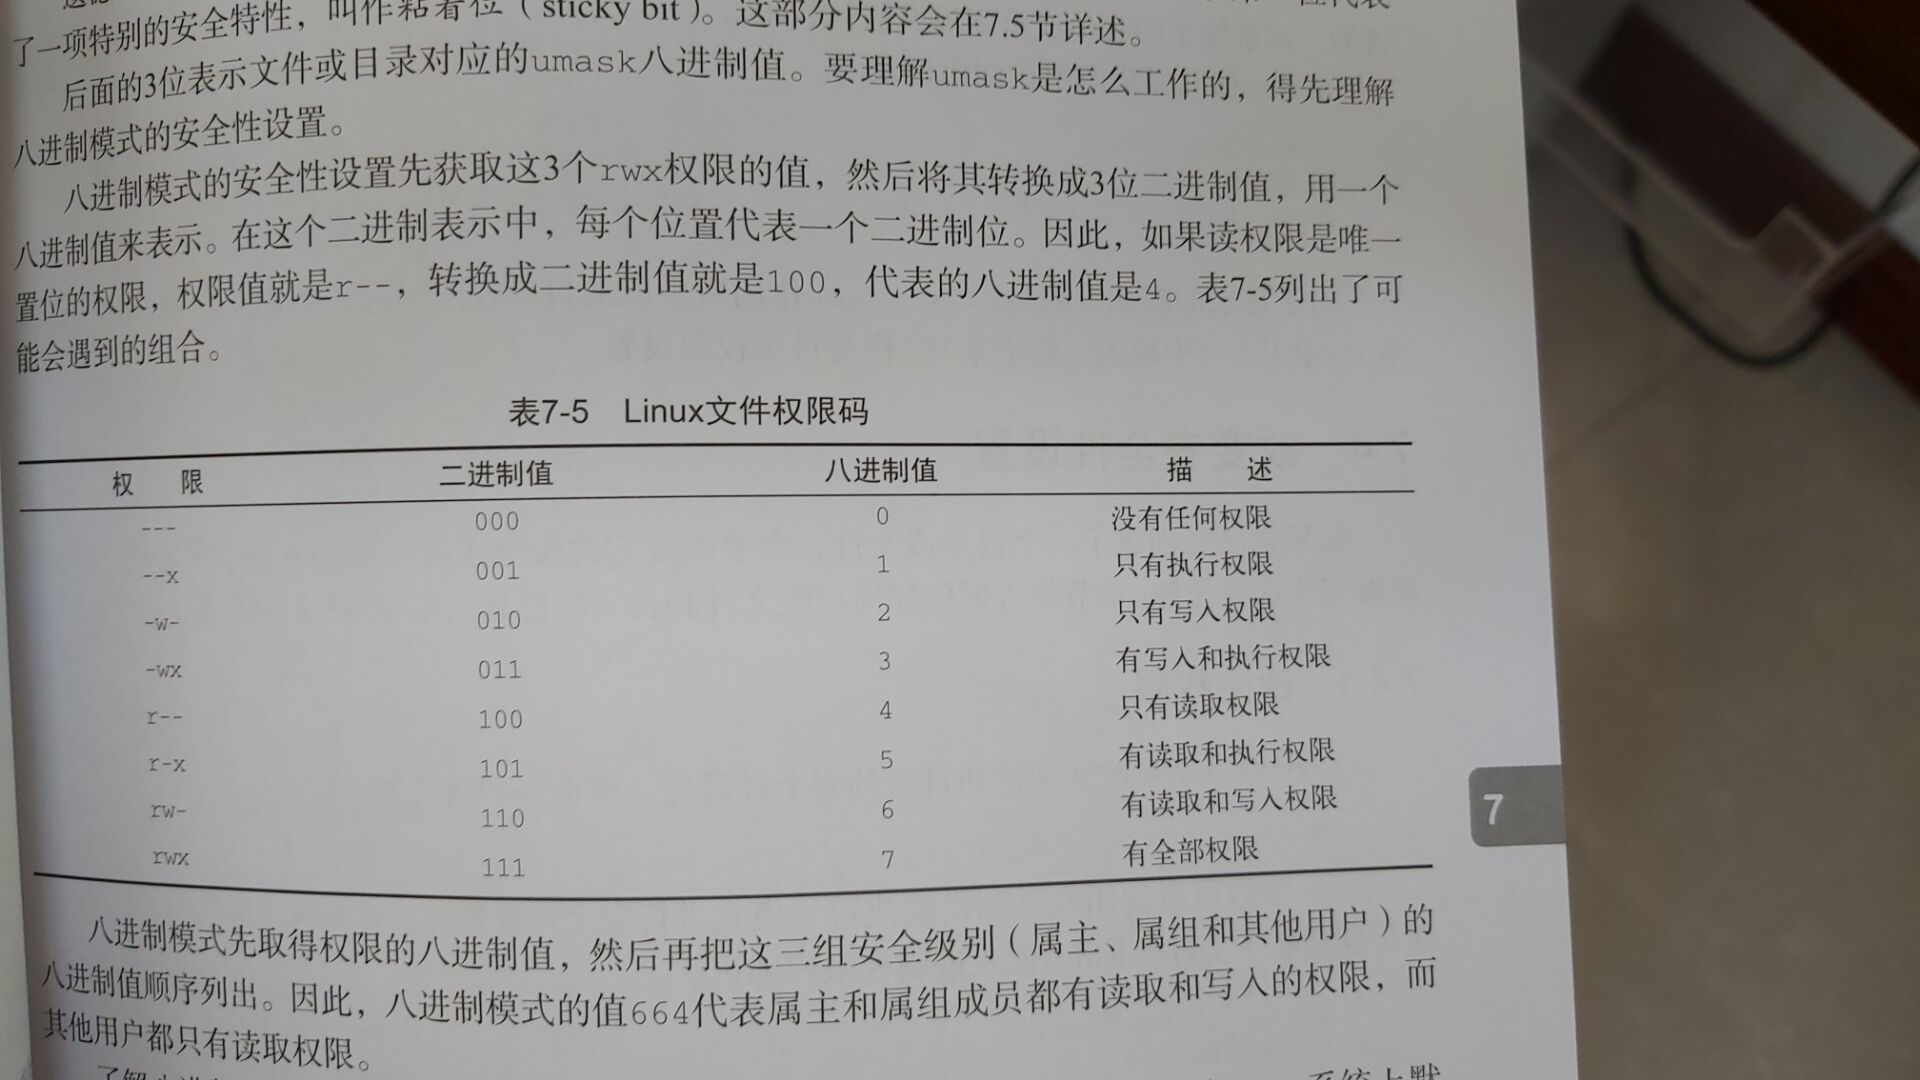 了一项特别的安全特性，叫作粘着位（sticky bit）。这部分内容会在7.5节详述。
后面的3位表示文件或目录对应的umask八进制值。要理解umask是怎么工作的，得先理解
八进制模式的安全性设置。
八进制模式的安全性设置先获取这3个rwx权限的值，然后将其转换成3位二进制值，用一个
八进制值来表示。在这个二进制表示中，每个位置代表一个二进制位。因此，如果读权限是唯一
置位的权限，权限值就是r--，转换成二进制值就是100，代表的八进制值是4。表7-5列出了可
能会遇到的组合。
表7-5 Linux文件权限码
权 限 二进制值 八进制值 描 述
--- 000 0 没有任何权限
--x 001 1 只有执行权限
-w- 010 2 只有写入权限
-wx 011 3 有写入和执行权限
r-- 100 4 只有读取权限
r-x 101 5 有读取和执行权限
rw- 110 6 有读取和写入权限
rwx 111 7 有全部权限
7
八进制模式先取得权限的八进制值，然后再把这三组安全级别（属主、属组和其他用户）的
八进制值顺序列出。因此，八进制模式的值664代表属主和属组成员都有读取和写入的权限，而
其他用户都只有读取权限。